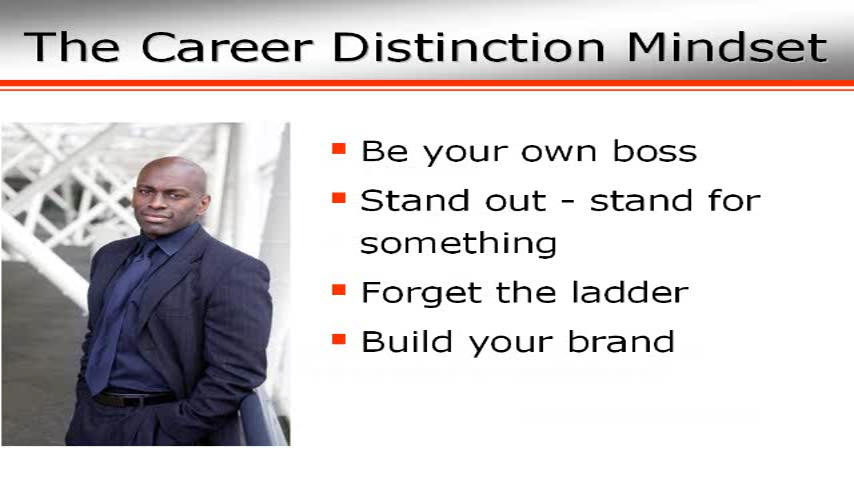 The Career Distinction Mindset
Be your own boss
Stand out - stand for
something
Forget the ladder
Build your brand